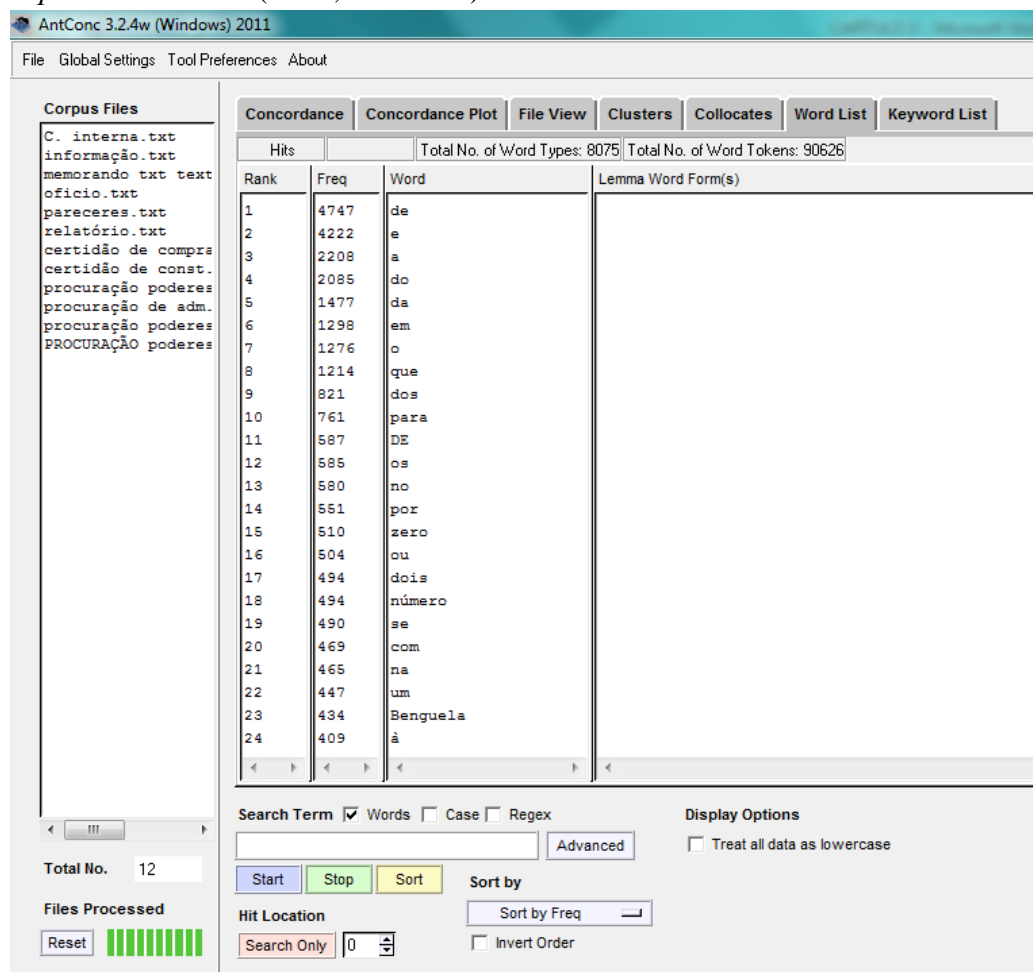 AntConc 3.2.4w (Windows) 2011
File Global Settings Tool Preferences About
Corpus Files
C. interna.txt
informação.txt
memorando txt text
oficio.txt
pareceres.txt
relatório.txt
certidão de compra
certidão de const.
procuração poderes
procuração de adm.
procuração poderes
PROCURAÇÃO poderes
Total No. 12
Files Processed
Reset
Concordance Concordance Plot File View Clusters Collocates Word List Keyword List
Hits Total No. of Word Types: 8075 Total No. of Word Tokens: 90626
Rank Freq Word Lemma Word Form(s)
1 4747 de
2 4222 e
3 2208 a
4 2085 do
5 1477 da
6 1298 em
7 1276 o
8 1214 que
9 821 dos
10 761 para
11 587 DE
12 585 os
13 580 no
14 551 por
15 510 zero
16 504 ou
17 494 dois
18 494 número
19 490 se
20 469 com
21 465 na
22 447 um
23 434 Benguela
24 409 à
Search Term Words Case Regex Display Options
Advanced Treat all data as lowercase
Start Stop Sort Sort by
Hit Location Sort by Freq
Search Only 0 Invert Order